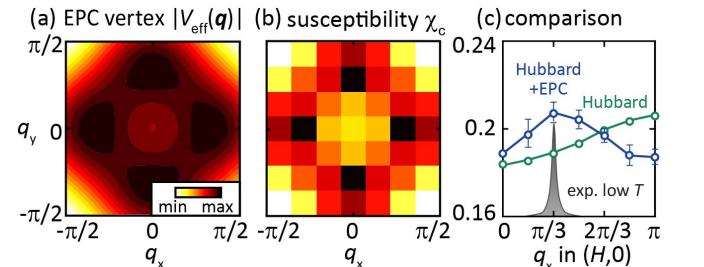 (a) EPC vertex |V_eff(q)|
(b) susceptibility χ_c
(c) comparison
π/2
q_y 0
-π/2
min max
-π/2 0 π/2
q_x
-π/2 0 π/2
q_x
0.24
0.2
0.16
Hubbard
+EPC
Hubbard
exp. low T
0 π/3 2π/3 π
q_x in (H,0)